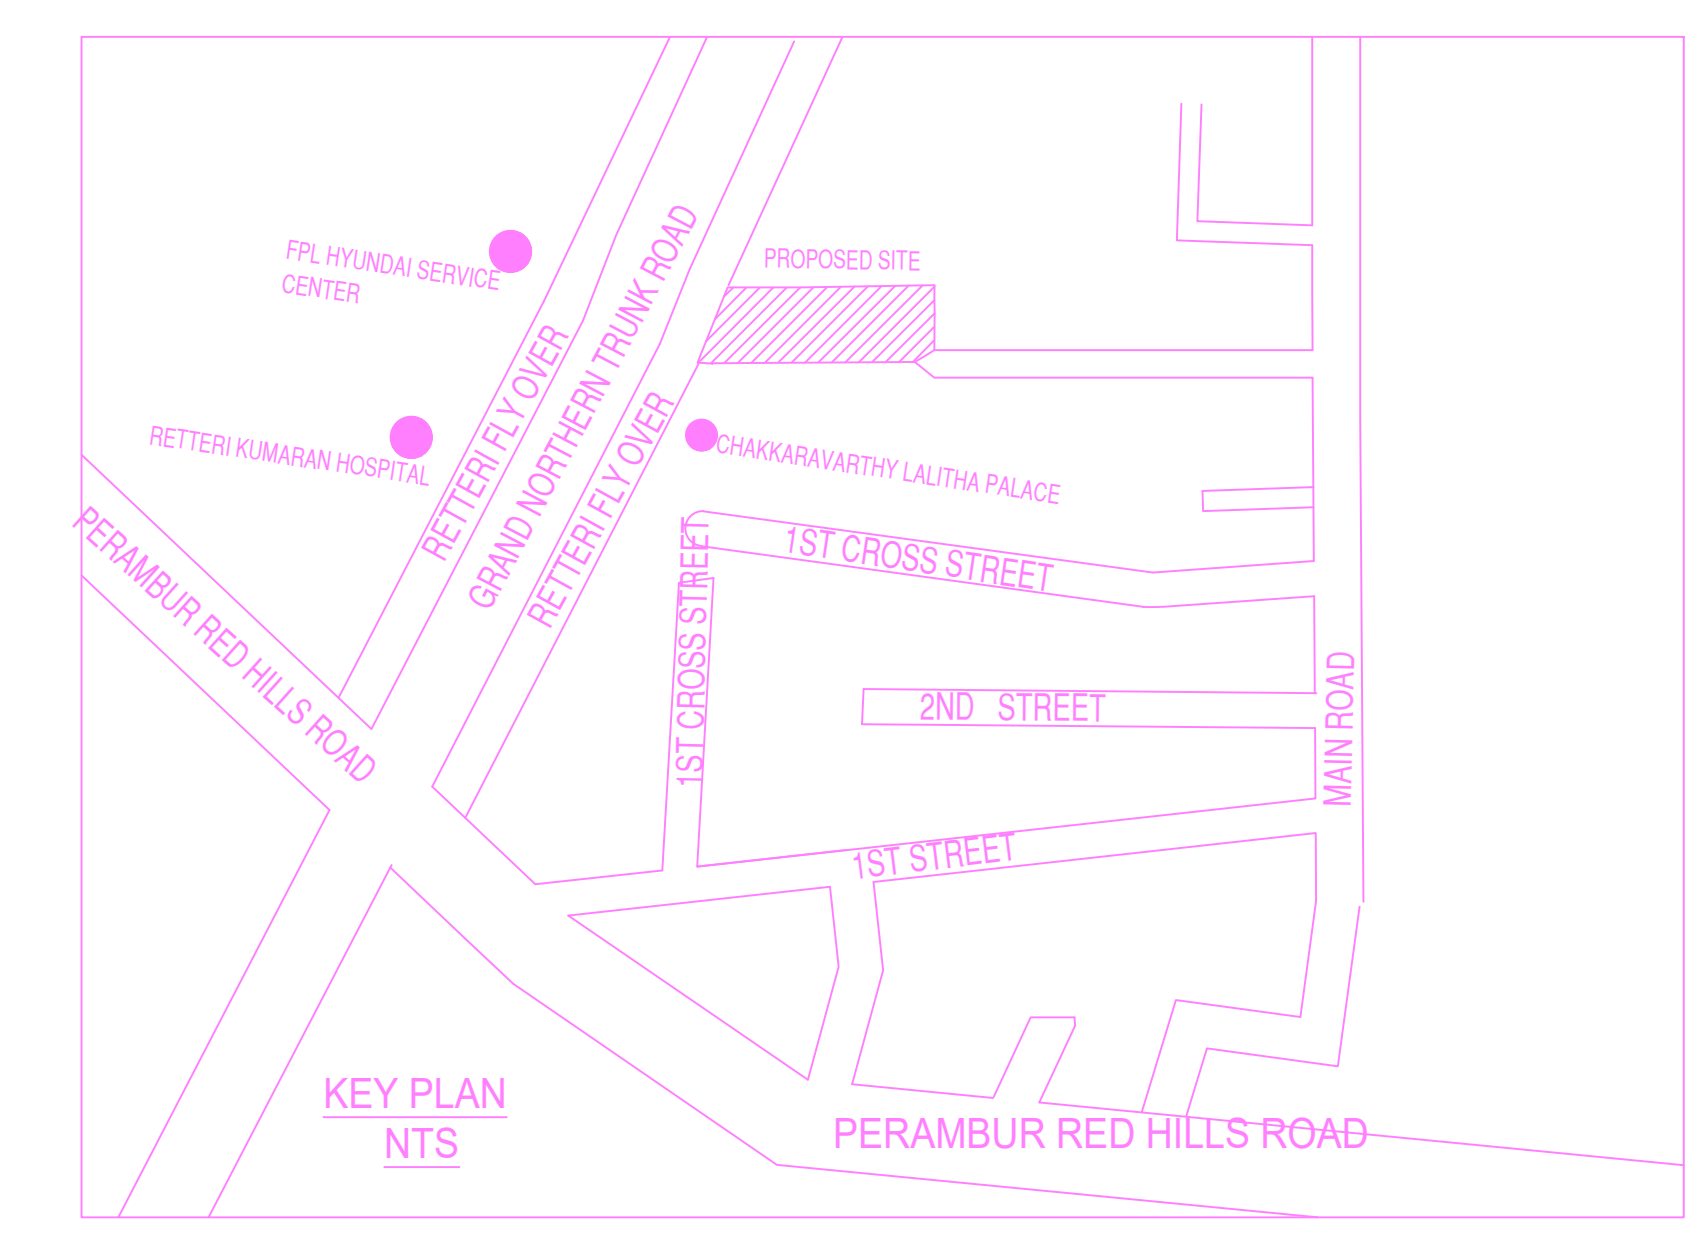 FPL HYUNDAI SERVICE
CENTER
PROPOSED SITE
RETTERI FLY OVER
GRAND NORTHERN TRUNK ROAD
RETTERI FLY OVER
RETTERI KUMARAN HOSPITAL
CHAKKARAVARTHY LALITHA PALACE
PERAMBUR RED HILLS ROAD
1ST CROSS STREET
1ST CROSS STREET
2ND STREET
MAIN ROAD
1ST STREET
KEY PLAN
NTS
PERAMBUR RED HILLS ROAD